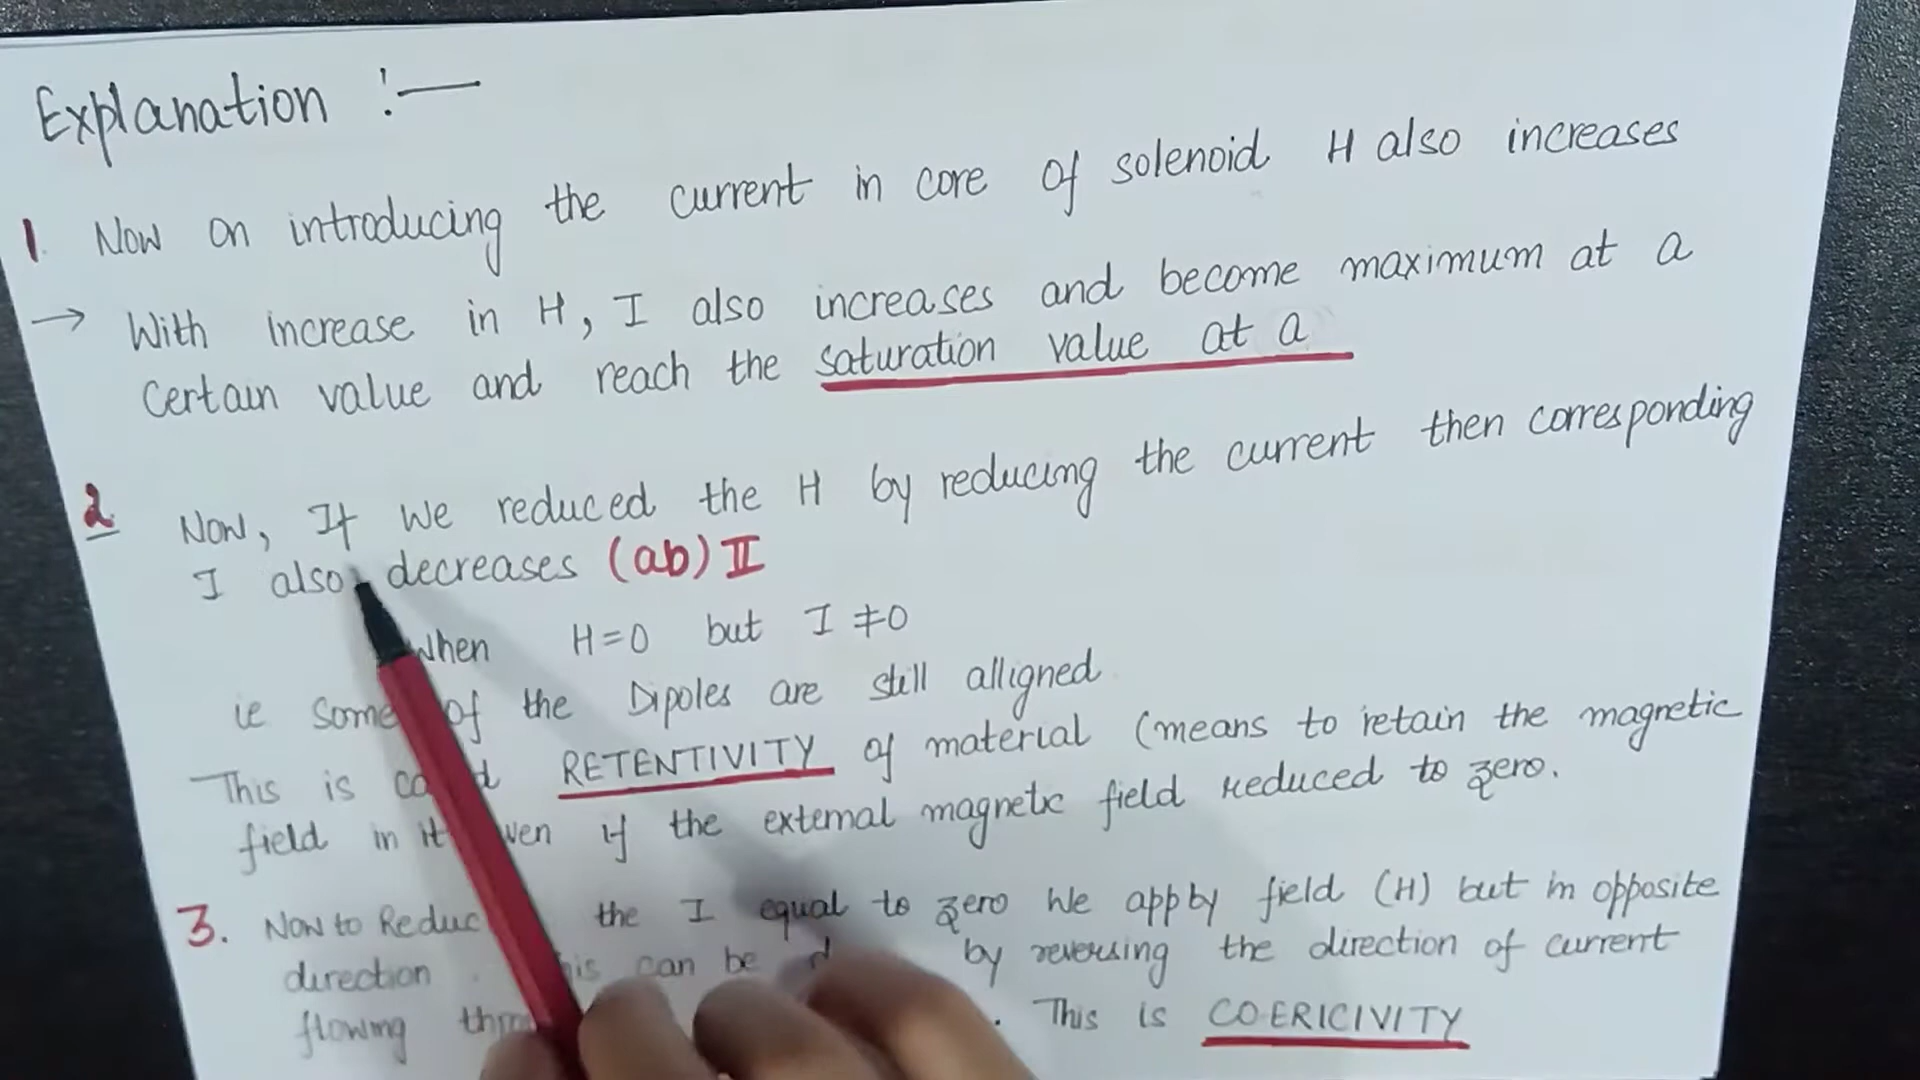 Explanation :—
1. Now on introducing the current in core of solenoid H also increases
→ With increase in H, I also increases and become maximum at a
certain value and reach the saturation value at a
2. Now, If we reduced the H by reducing the current then corresponding
I also decreases (ab) II
when H=0 but I ≠0
ie Some of the Dipoles are still alligned
This is RETENTIVITY of material (means to retain the magnetic
field in it if the external magnetic field reduced to zero.
3. Now to the I equal to zero we appby field (H) but in opposite
direction . can be by reversing the direction of current
flowing . This is COERICIVITY